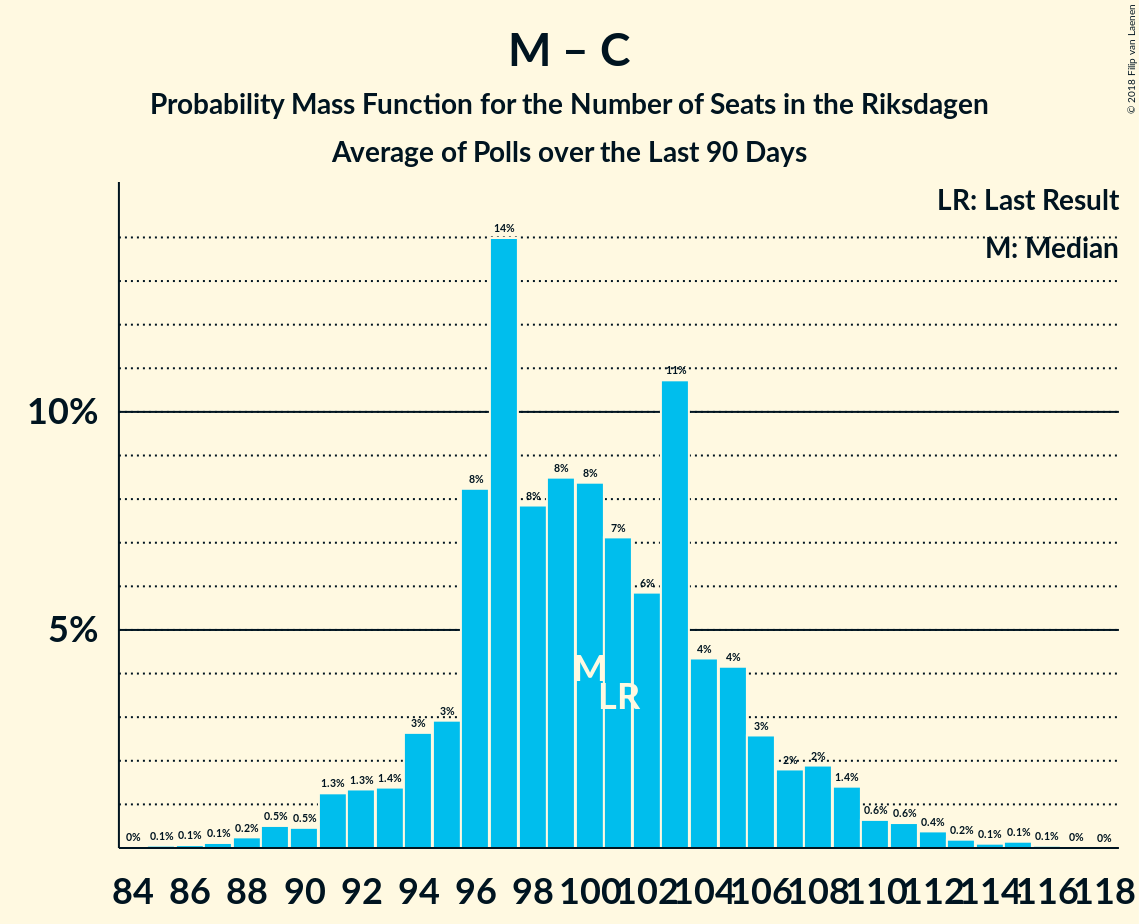 M – C
Probability Mass Function for the Number of Seats in the Riksdagen
Average of Polls over the Last 90 Days
© 2018 Filip van Laenen
LR: Last Result
M: Median
10%
5%
0% 0.1% 0.1% 0.1% 0.2% 0.5% 0.5% 1.3% 1.3% 1.4% 3% 3% 8% 14% 8% 8% 8% 7% 6% 11% 4% 4% 3% 2% 2% 1.4% 0.6% 0.6% 0.4% 0.2% 0.1% 0.1% 0.1% 0% 0%
M
LR
84 86 88 90 92 94 96 98 100 102 104 106 108 110 112 114 116 118